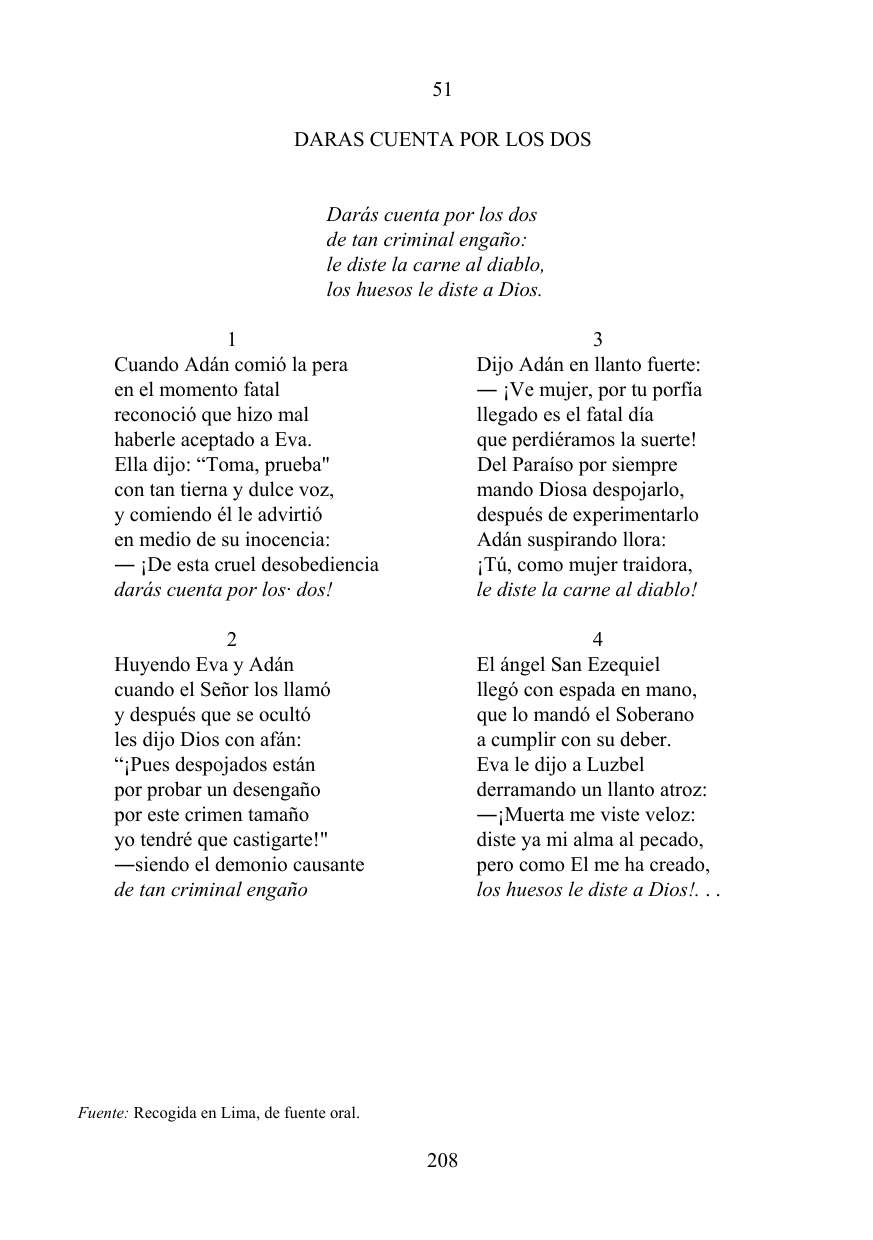 51
DARAS CUENTA POR LOS DOS
Darás cuenta por los dos
de tan criminal engaño:
le diste la carne al diablo,
los huesos le diste a Dios.
1
Cuando Adán comió la pera
en el momento fatal
reconoció que hizo mal
haberle aceptado a Eva.
Ella dijo: “Toma, prueba"
con tan tierna y dulce voz,
y comiendo él le advirtió
en medio de su inocencia:
― ¡De esta cruel desobediencia
darás cuenta por los· dos!
2
Huyendo Eva y Adán
cuando el Señor los llamó
y después que se ocultó
les dijo Dios con afán:
“¡Pues despojados están
por probar un desengaño
por este crimen tamaño
yo tendré que castigarte!"
―siendo el demonio causante
de tan criminal engaño
3
Dijo Adán en llanto fuerte:
― ¡Ve mujer, por tu porfía
llegado es el fatal día
que perdiéramos la suerte!
Del Paraíso por siempre
mando Diosa despojarlo,
después de experimentarlo
Adán suspirando llora:
¡Tú, como mujer traidora,
le diste la carne al diablo!
4
El ángel San Ezequiel
llegó con espada en mano,
que lo mandó el Soberano
a cumplir con su deber.
Eva le dijo a Luzbel
derramando un llanto atroz:
―¡Muerta me viste veloz:
diste ya mi alma al pecado,
pero como El me ha creado,
los huesos le diste a Dios!. . .
Fuente: Recogida en Lima, de fuente oral.
208